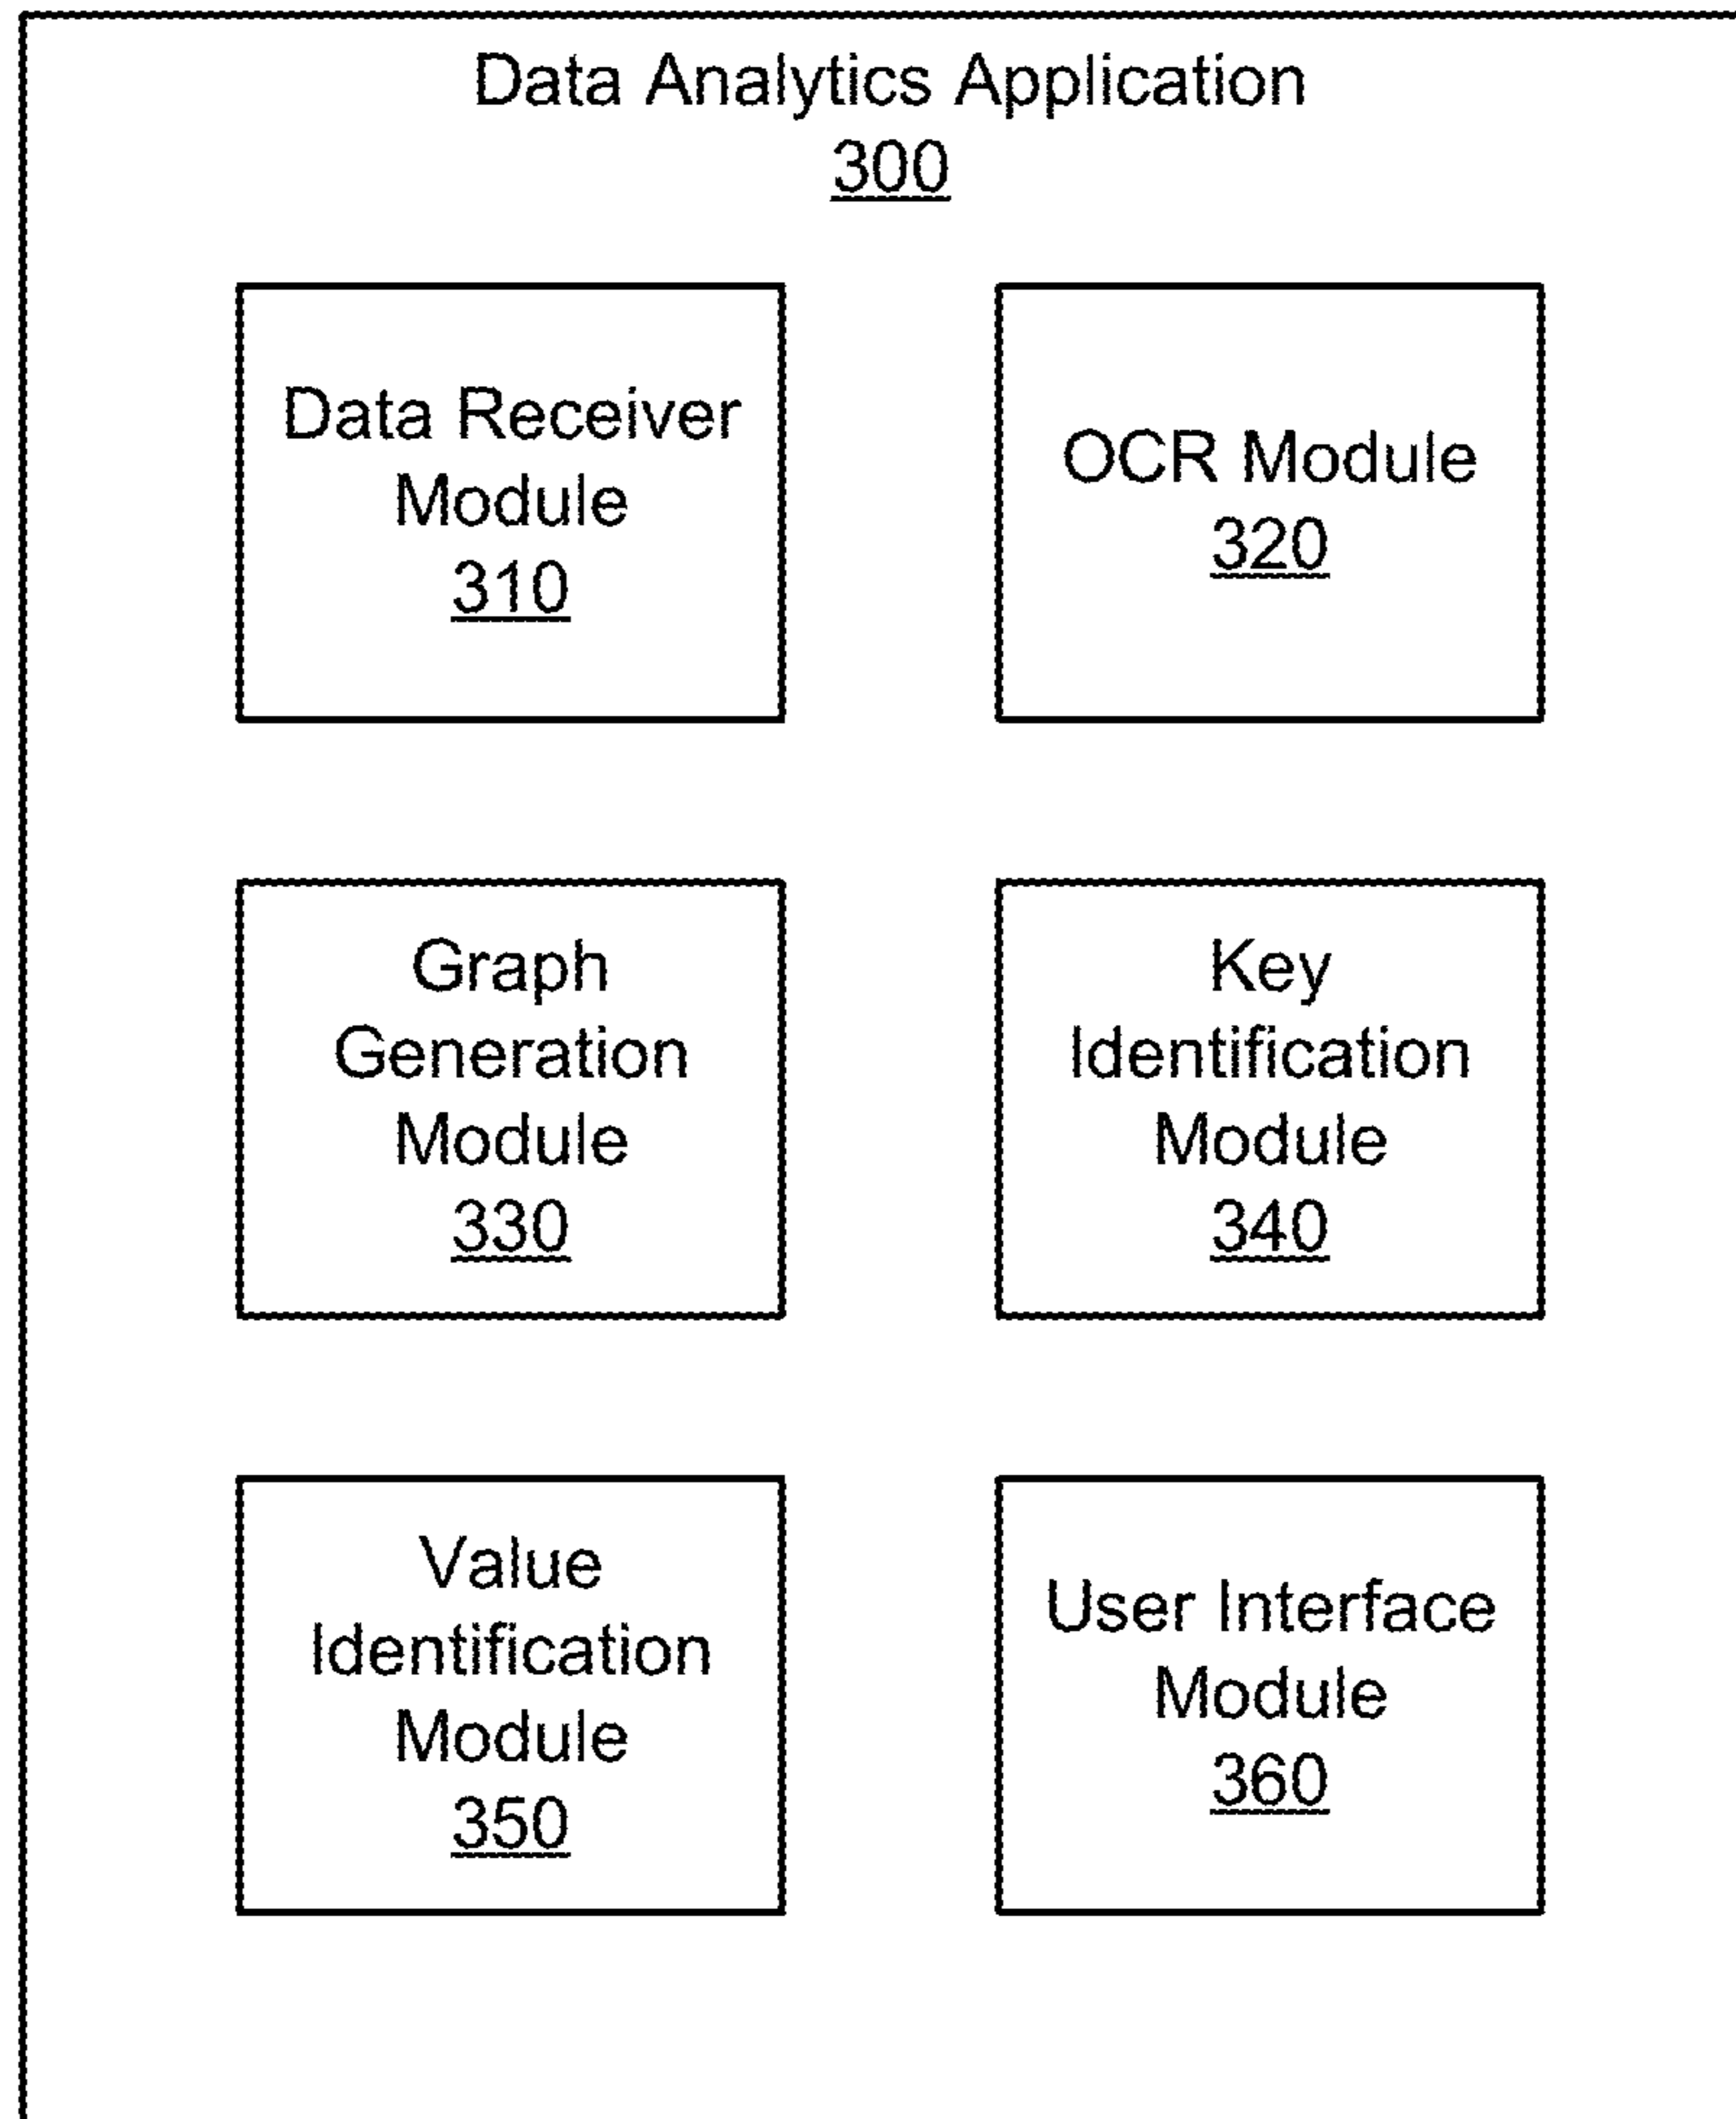 Data Analytics Application
300
Data Receiver
Module
310
OCR Module
320
Graph
Generation
Module
330
Key
Identification
Module
340
Value
Identification
Module
350
User Interface
Module
360